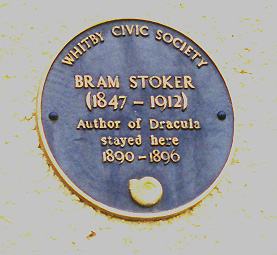 WHITBY CIVIC SOCIETY
BRAM STOKER
(1847 - 1912)
Author of Dracula
stayed here
1890 - 1896